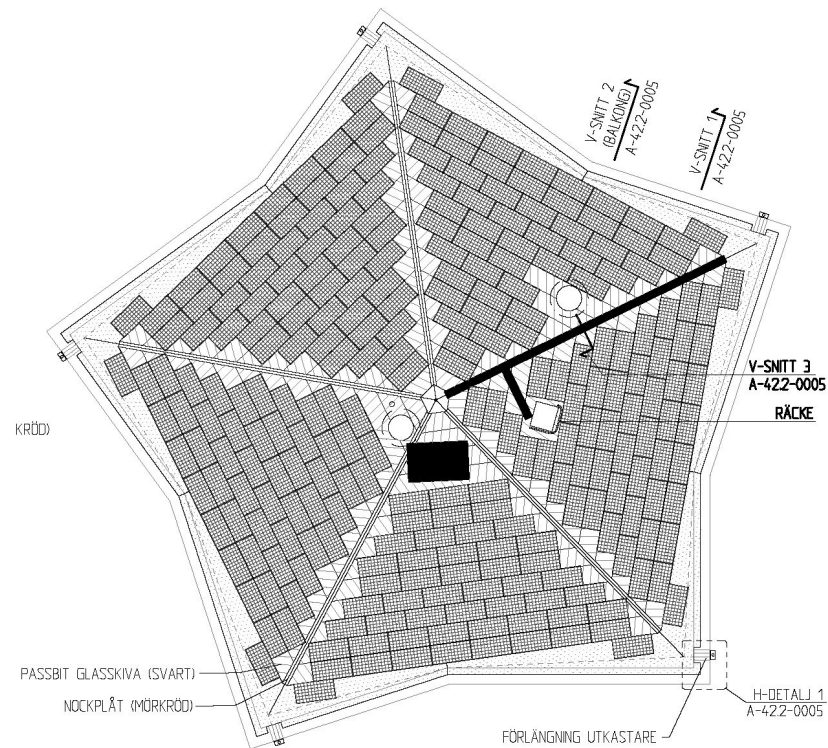 V-SNITT 2
(BALKONG)
A-42.2-0005
V-SNITT 1
A-42.2-0005
V-SNITT 3
A-42.2-0005
RÄCKE
KRÖD)
PASSBIT GLASSKIVA (SVART)
NOCKPLÅT (MÖRKRÖD)
H-DETALJ 1
A-42.2-0005
FÖRLÄNGNING UTKASTARE